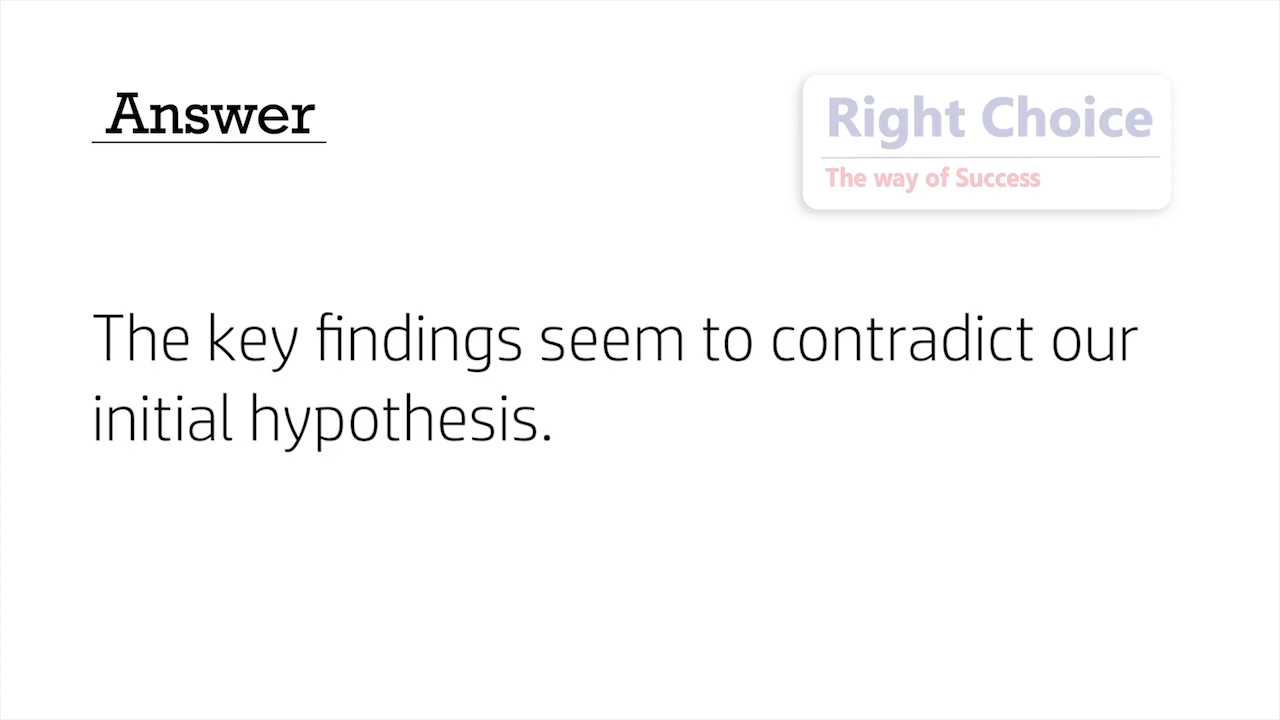 Answer
Right Choice
The way of Success
The key findings seem to contradict our
initial hypothesis.